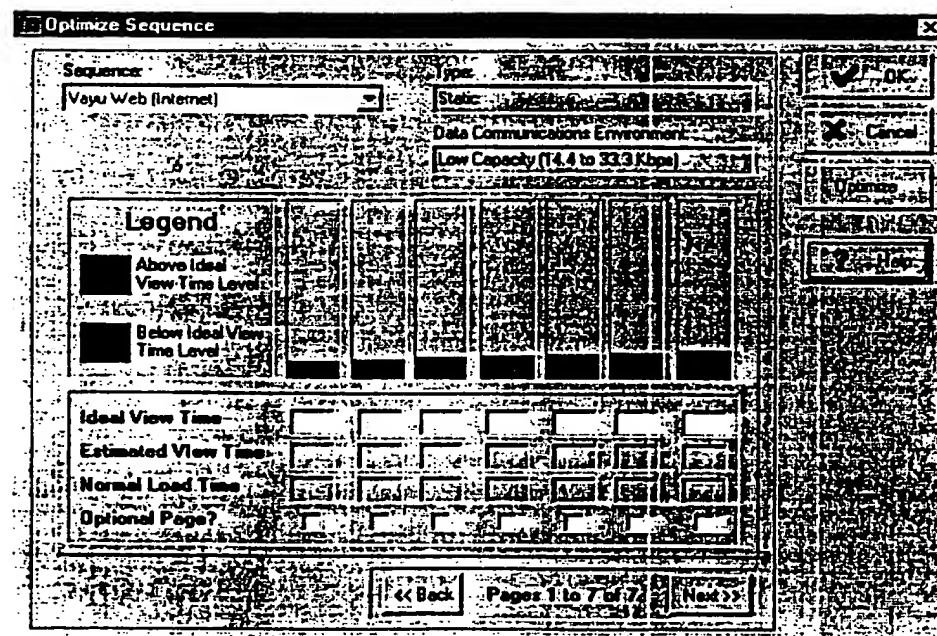 Optimize Sequence
Sequence:
Type:
Vayu Web (Internet)
Static
Data Communications Environment:
Low Capacity (14.4 to 33.3 Kbps)
OK
Cancel
Optimize
? Help
Legend
Above Ideal
View Time Level
Below Ideal View
Time Level
Ideal View Time
Estimated View Time
Normal Load Time
Optional Page?
<< Back
Pages 1 to 7 of 7
Next >>